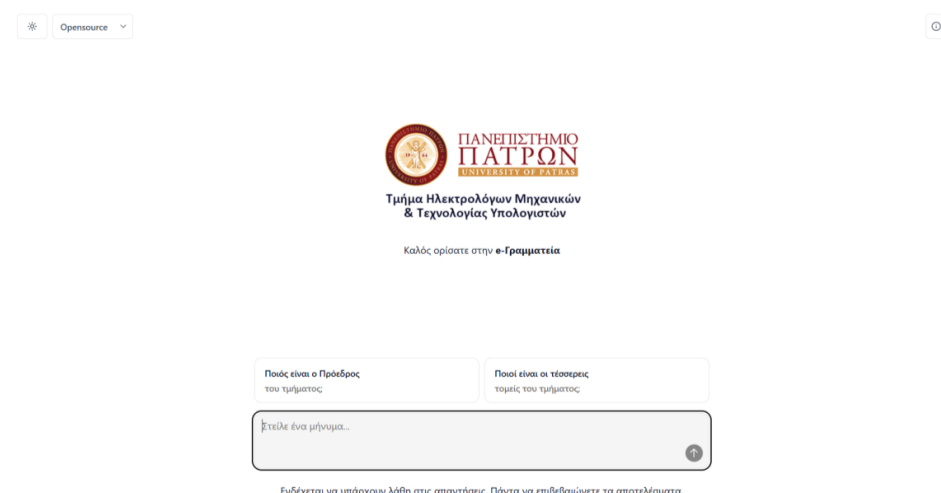 Opensource
ΠΑΝΕΠΙΣΤΗΜΙΟ
ΠΑΤΡΩΝ
UNIVERSITY OF PATRAS
Τμήμα Ηλεκτρολόγων Μηχανικών
& Τεχνολογίας Υπολογιστών
Καλός ορίσατε στην e-Γραμματεία
Ποιός είναι ο Πρόεδρος
του τμήματος;
Ποιοί είναι οι τέσσερεις
τομείς του τμήματος;
Στείλε ένα μήνυμα...
Ενδέχεται να υπάρχουν λάθη στις απαντήσεις. Πάντα να επιβεβαιώνετε τα αποτελέσματα